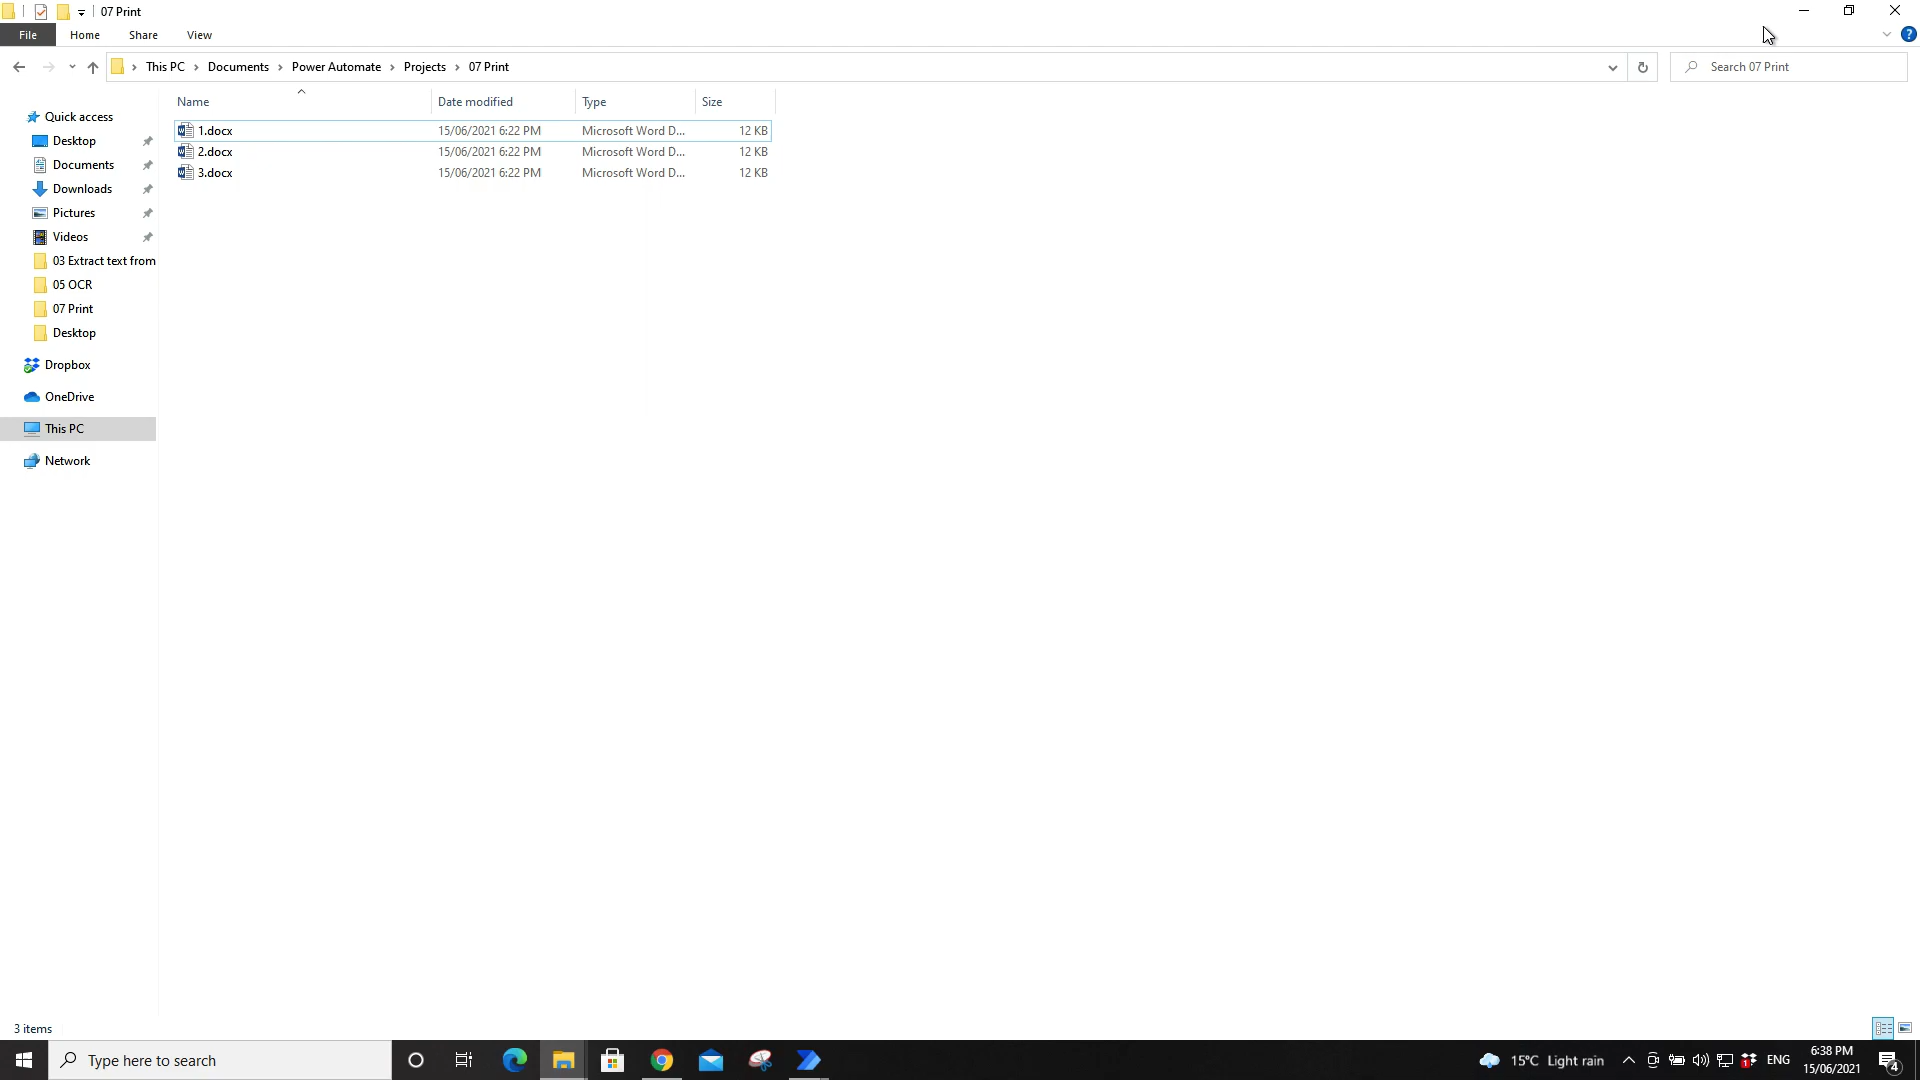 07 Print
File Home Share View
This PC Documents Power Automate Projects 07 Print
Search 07 Print
Name Date modified Type Size
Quick access
Desktop
Documents
Downloads
Pictures
Videos
03 Extract text from
05 OCR
07 Print
Desktop
Dropbox
OneDrive
This PC
Network
1.docx 15/06/2021 6:22 PM Microsoft Word D... 12 KB
2.docx 15/06/2021 6:22 PM Microsoft Word D... 12 KB
3.docx 15/06/2021 6:22 PM Microsoft Word D... 12 KB
3 items
Type here to search
15°C Light rain
ENG
6:38 PM
15/06/2021
4